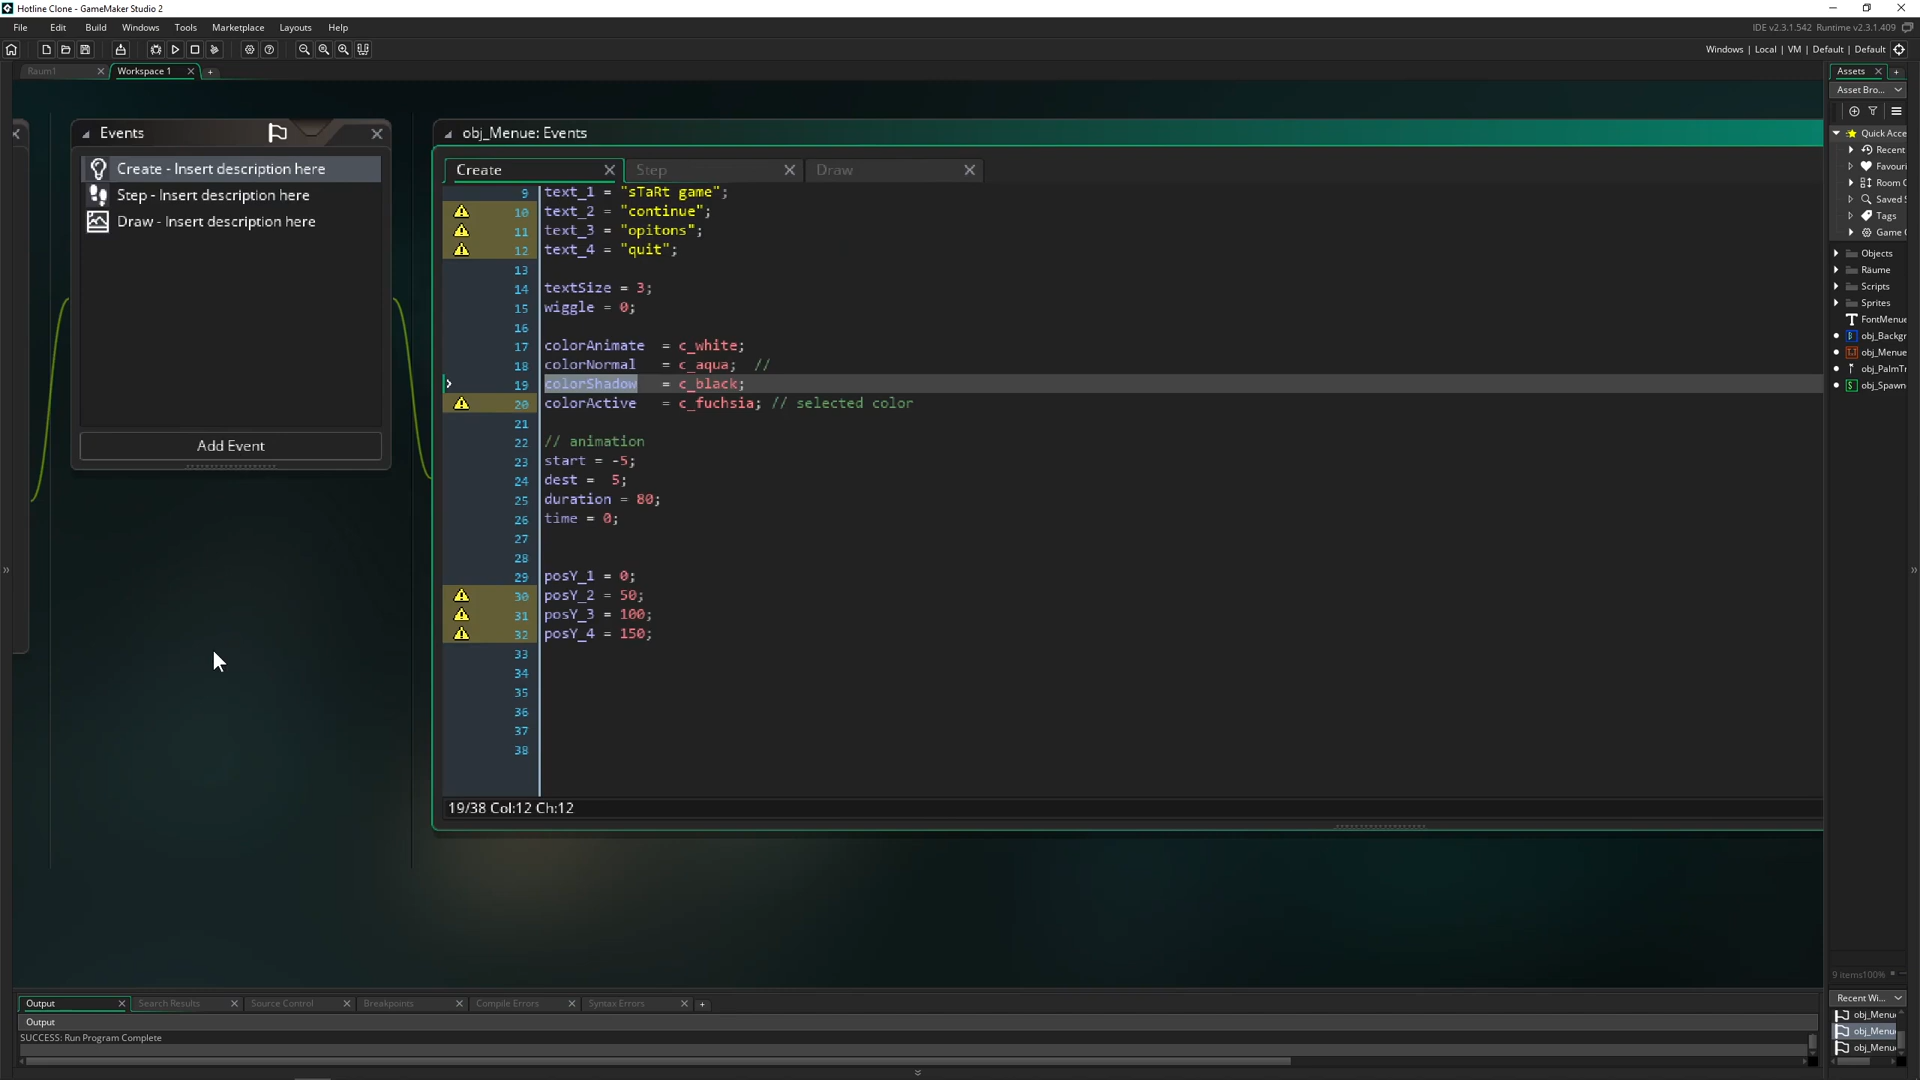 Hotline Clone - GameMaker Studio 2
File Edit Build Windows Tools Marketplace Layouts Help
IDE v2.3.1.542 Runtime v2.3.1.409
Windows | Local | VM | Default | Default
Raum1 Workspace 1
Assets
Asset Bro...
Events
Create - Insert description here
Step - Insert description here
Draw - Insert description here
Add Event
obj_Menue: Events
Create Step Draw
9 text_1 = "sTaRt game";
10 text_2 = "continue";
11 text_3 = "opitons";
12 text_4 = "quit";
13
14 textSize = 3;
15 wiggle = 0;
16
17 colorAnimate = c_white;
18 colorNormal = c_aqua; //
19 colorShadow = c_black;
20 colorActive = c_fuchsia; // selected color
21
22 // animation
23 start = -5;
24 dest = 5;
25 duration = 80;
26 time = 0;
27
28
29 posY_1 = 0;
30 posY_2 = 50;
31 posY_3 = 100;
32 posY_4 = 150;
33
34
35
36
37
38
19/38 Col:12 Ch:12
Quick Acce
Recent
Favouri
Room O
Saved S
Tags
Game O
Objects
Räume
Scripts
Sprites
FontMenue
obj_Backgr
obj_Menue
obj_PalmTr
obj_Spawn
9 items100%
Recent Wi...
obj_Menu
obj_Menu
obj_Menu
Output Search Results Source Control Breakpoints Compile Errors Syntax Errors
Output
SUCCESS: Run Program Complete